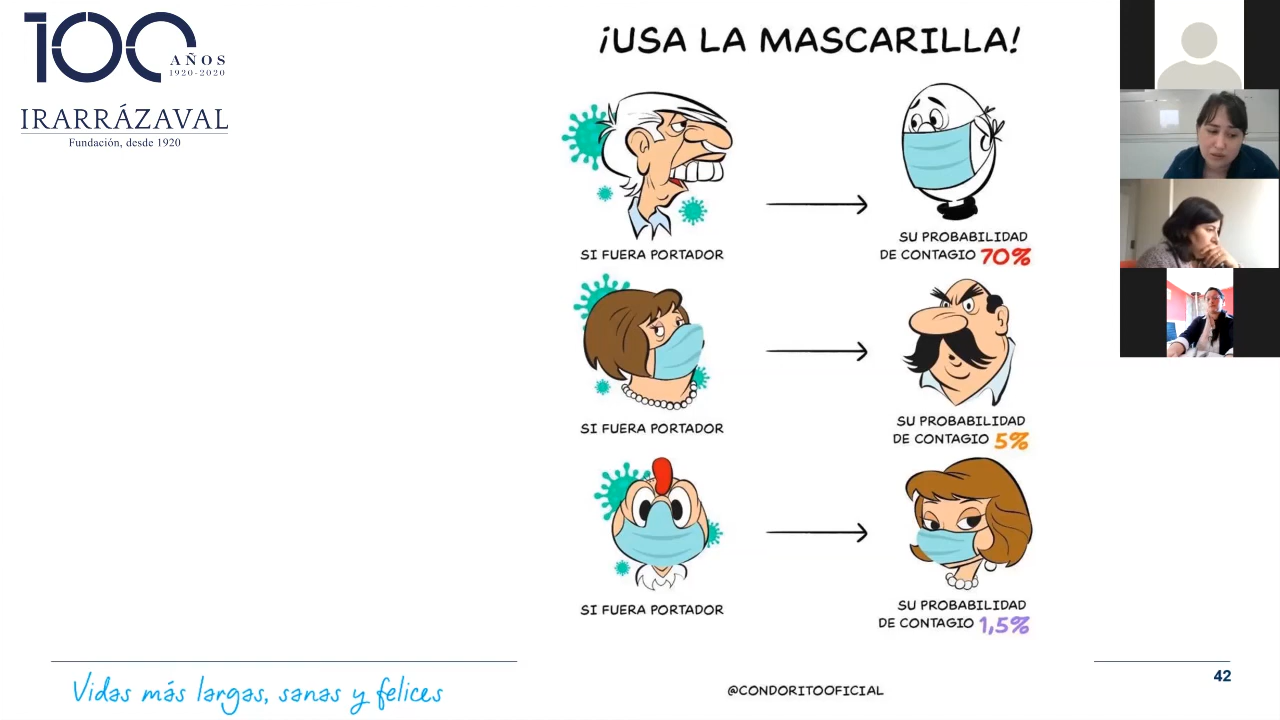 100
AÑOS
1920-2020
IRARRÁZAVAL
Fundación, desde 1920
¡USA LA MASCARILLA!
SI FUERA PORTADOR
SU PROBABILIDAD
DE CONTAGIO 70%
SI FUERA PORTADOR
SU PROBABILIDAD
DE CONTAGIO 5%
SI FUERA PORTADOR
SU PROBABILIDAD
DE CONTAGIO 1,5%
Vidas más largas, sanas y felices
@CONDORITOOFICIAL
42